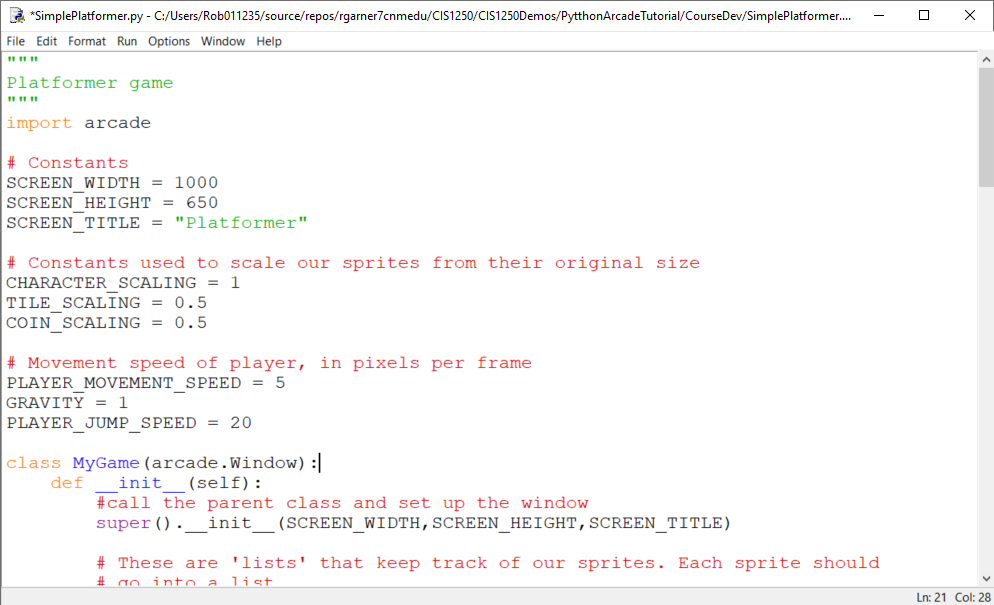 *SimplePlatformer.py - C:/Users/Rob011235/source/repos/rgarner7cnmedu/CIS1250/CIS1250Demos/PytthonArcadeTutorial/CourseDev/SimplePlatformer....
File Edit Format Run Options Window Help
"""
Platformer game
"""
import arcade

# Constants
SCREEN_WIDTH = 1000
SCREEN_HEIGHT = 650
SCREEN_TITLE = "Platformer"

# Constants used to scale our sprites from their original size
CHARACTER_SCALING = 1
TILE_SCALING = 0.5
COIN_SCALING = 0.5

# Movement speed of player, in pixels per frame
PLAYER_MOVEMENT_SPEED = 5
GRAVITY = 1
PLAYER_JUMP_SPEED = 20

class MyGame(arcade.Window):
    def __init__(self):
        #call the parent class and set up the window
        super().__init__(SCREEN_WIDTH,SCREEN_HEIGHT,SCREEN_TITLE)

        # These are 'lists' that keep track of our sprites. Each sprite should
        # go into a list
Ln: 21 Col: 28